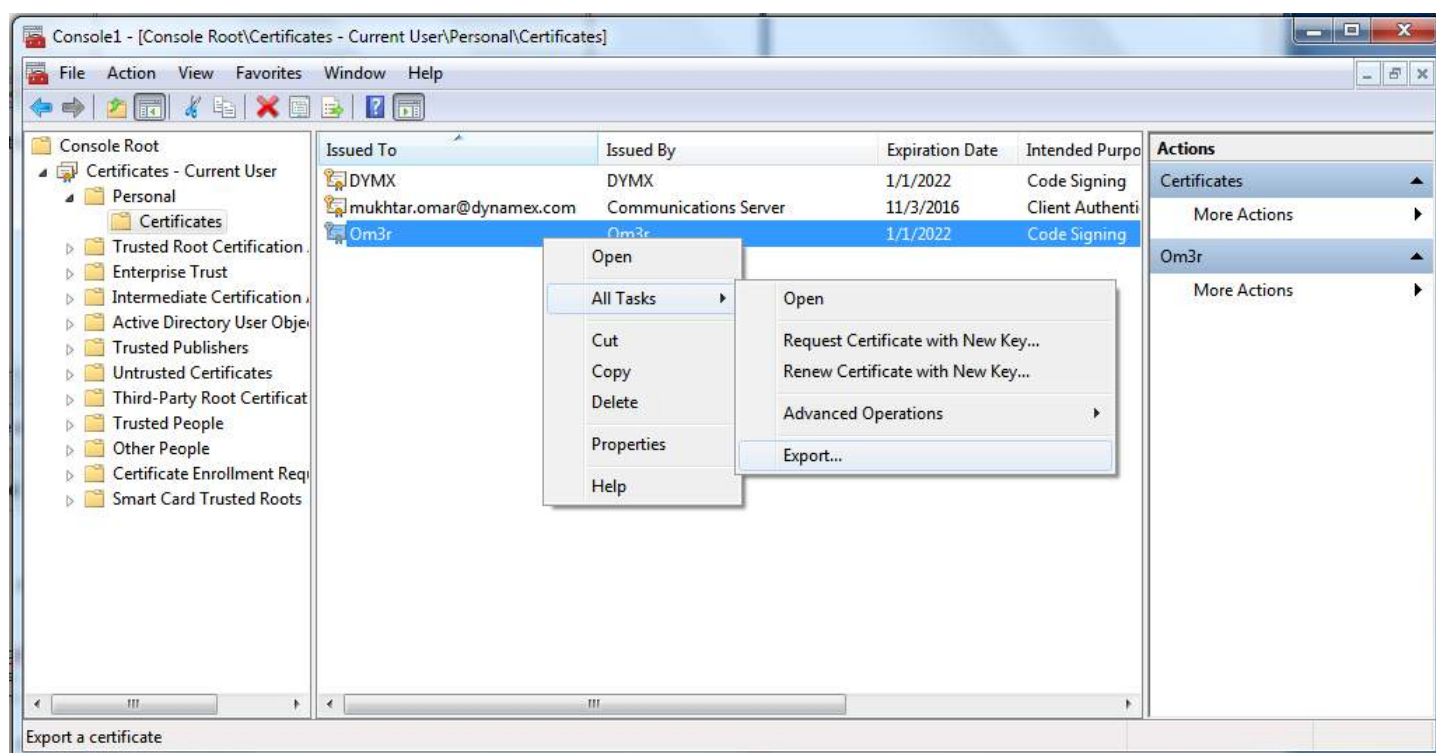 Console1 - [Console Root\Certificates - Current User\Personal\Certificates]
File Action View Favorites Window Help
Console Root
Certificates - Current User
Personal
Certificates
Trusted Root Certification
Enterprise Trust
Intermediate Certification
Active Directory User Obje
Trusted Publishers
Untrusted Certificates
Third-Party Root Certificat
Trusted People
Other People
Certificate Enrollment Requ
Smart Card Trusted Roots
Issued To Issued By Expiration Date Intended Purpo
DYMX DYMX 1/1/2022 Code Signing
mukhtar.omar@dynamex.com Communications Server 11/3/2016 Client Authenti
Om3r Om3r 1/1/2022 Code Signing
Open
All Tasks
Cut
Copy
Delete
Properties
Help
Open
Request Certificate with New Key...
Renew Certificate with New Key...
Advanced Operations
Export...
Actions
Certificates
More Actions
Om3r
More Actions
Export a certificate